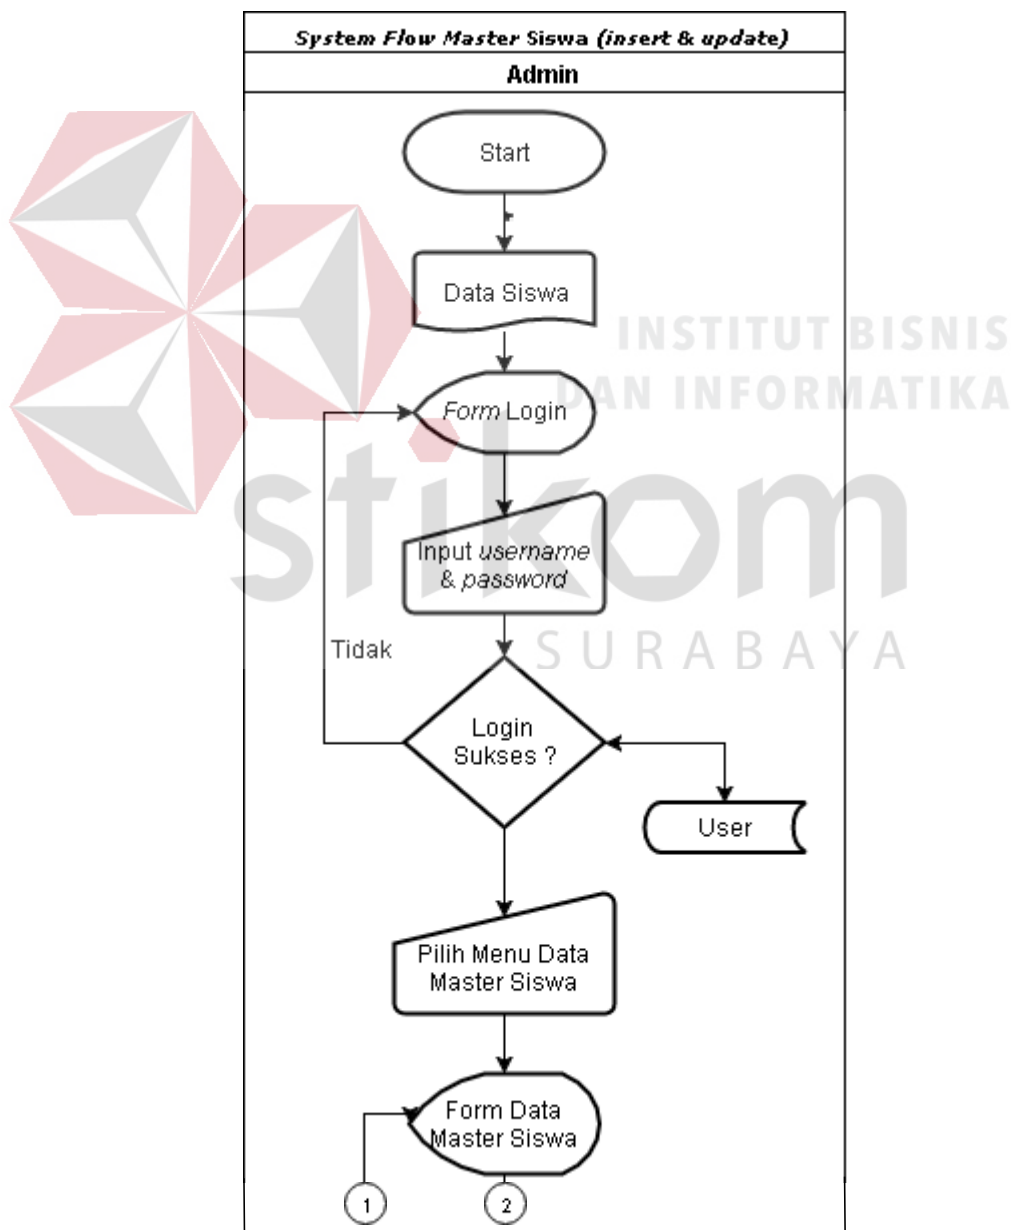 System Flow Master Siswa (insert & update)
Admin
Start
Data Siswa
INSTITUT BISNIS
DAN INFORMATIKA
Form Login
stikom
SURABAYA
Input username
& password
Tidak
Login
Sukses ?
User
Pilih Menu Data
Master Siswa
Form Data
Master Siswa
1
2